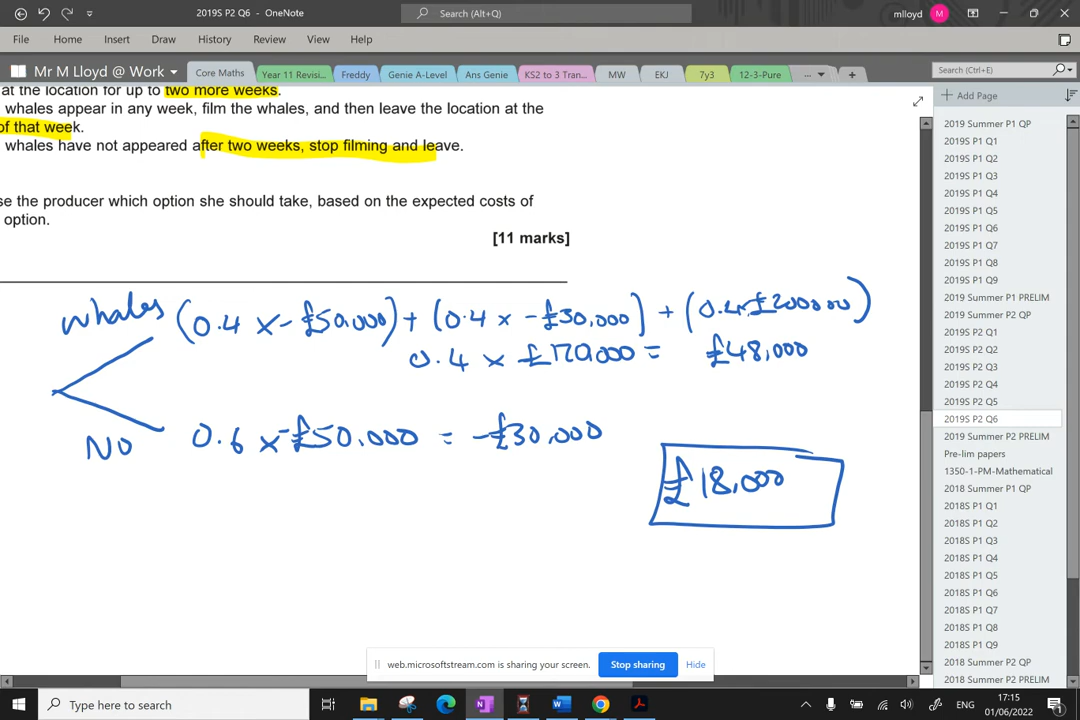 2019S P2 Q6 - OneNote
Search (Alt+Q)
mlloyd
M
File Home Insert Draw History Review View Help
Mr M Lloyd @ Work
Core Maths
Year 11 Revisi...
Freddy
Genie A-Level
Ans Genie
KS2 to 3 Tran...
MW
EKJ
7y3
12-3-Pure
...
+
Search (Ctrl+E)
at the location for up to two more weeks.
whales appear in any week, film the whales, and then leave the location at the
of that week.
whales have not appeared after two weeks, stop filming and leave.
se the producer which option she should take, based on the expected costs of
option.
[11 marks]
whales (0.4 x -£50,000) + (0.4 x -£30,000) + (0.4x £200000)
0.4 x £120,000 = £48,000
NO 0.6 x -£50,000 = -£30,000
£18,000
Add Page
2019 Summer P1 QP
2019S P1 Q1
2019S P1 Q2
2019S P1 Q3
2019S P1 Q4
2019S P1 Q5
2019S P1 Q6
2019S P1 Q7
2019S P1 Q8
2019S P1 Q9
2019 Summer P1 PRELIM
2019 Summer P2 QP
2019S P2 Q1
2019S P2 Q2
2019S P2 Q3
2019S P2 Q4
2019S P2 Q5
2019S P2 Q6
2019 Summer P2 PRELIM
Pre-lim papers
1350-1-PM-Mathematical
2018 Summer P1 QP
2018S P1 Q1
2018S P1 Q2
2018S P1 Q3
2018S P1 Q4
2018S P1 Q5
2018S P1 Q6
2018S P1 Q7
2018S P1 Q8
2018S P1 Q9
2018 Summer P2 QP
2018 Summer P2 PRELIM
web.microsoftstream.com is sharing your screen.
Stop sharing
Hide
Type here to search
ENG
17:15
01/06/2022